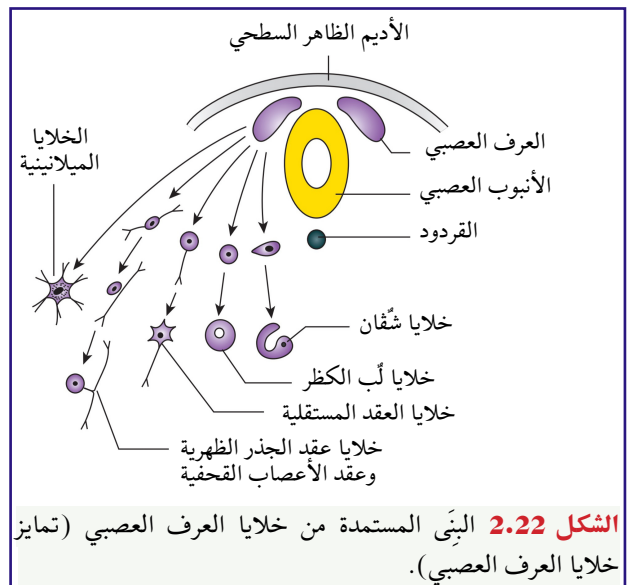 الأديم الظاهر السطحي
الخلايا
الميلانينية
العرف العصبي
الأنبوب العصبي
القردود
خلايا شڤان
خلايا لُب الكظر
خلايا العقد المستقلية
خلايا عقد الجذر الظهرية
وعقد الأعصاب القحفية
الشكل 2.22 البِنَى المستمدة من خلايا العرف العصبي (تمايز
خلايا العرف العصبي).